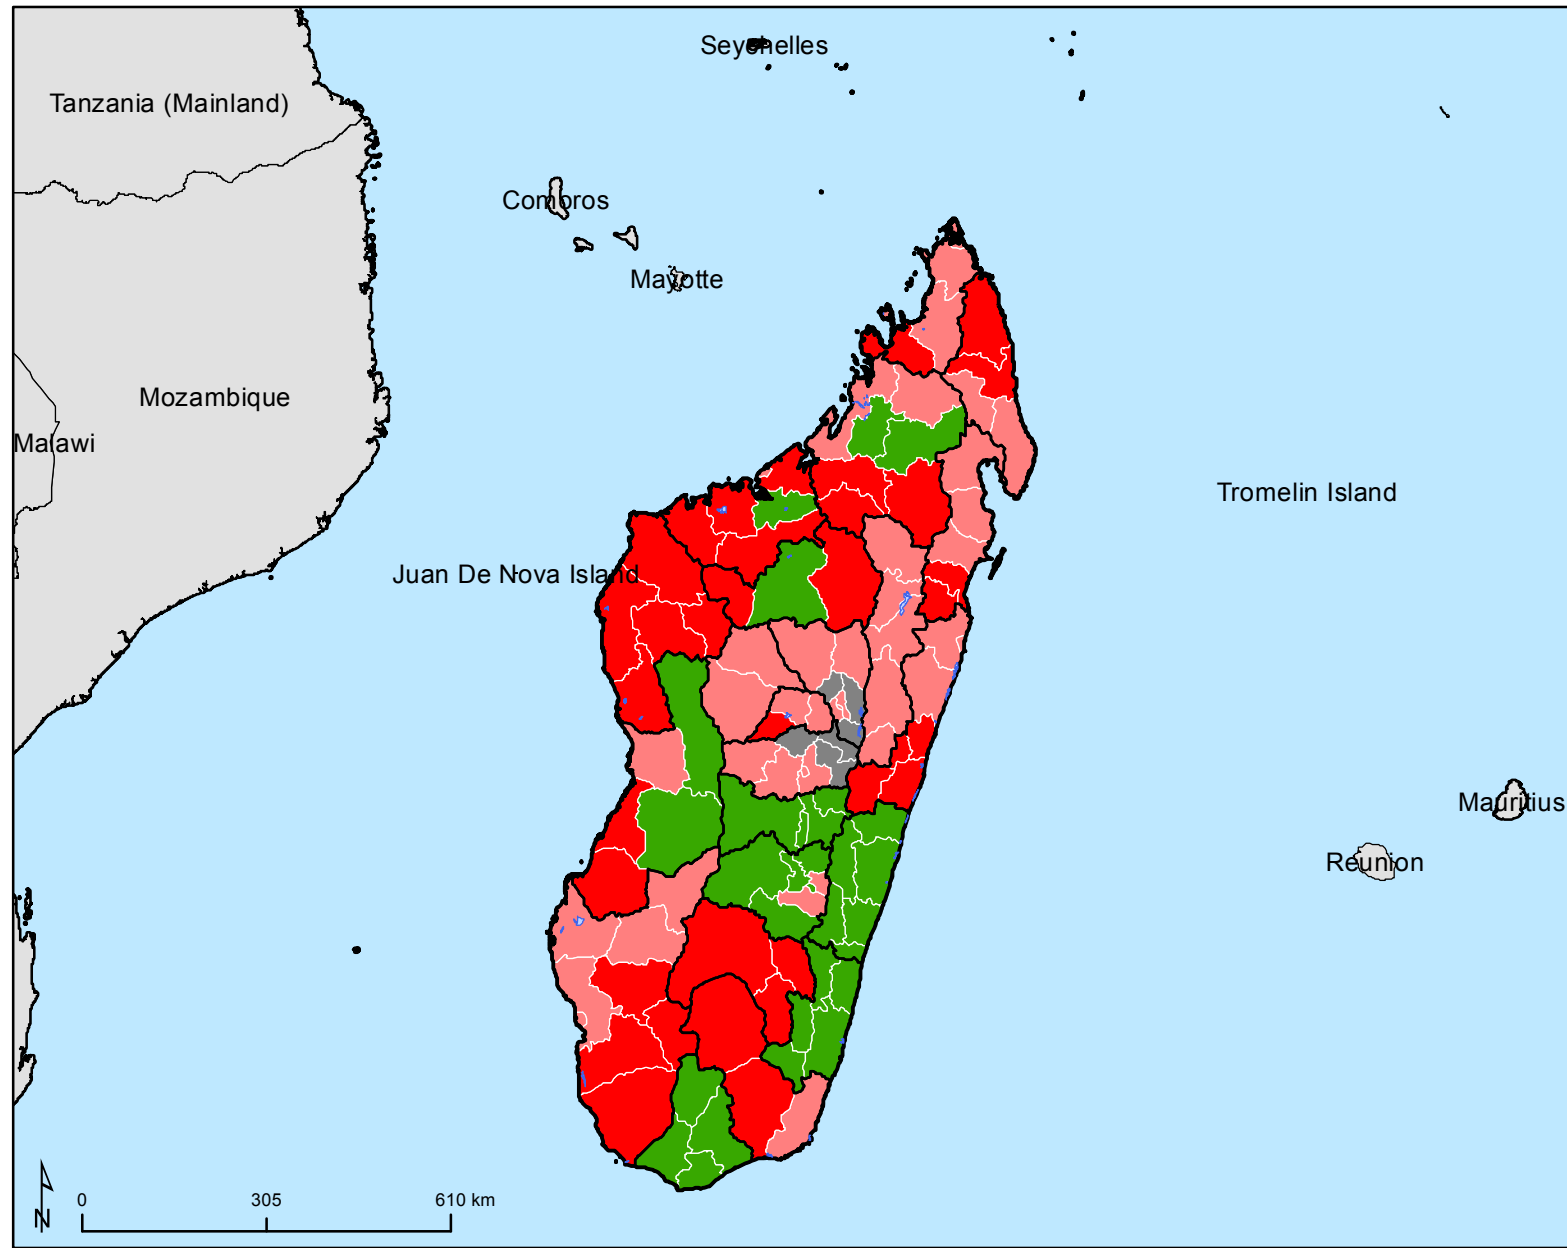 Seychelles
Tanzania (Mainland)
Comoros
Mayotte
Mozambique
Malawi
Tromelin Island
Juan De Nova Island
Mauritius
Reunion
N
0 305 610 km